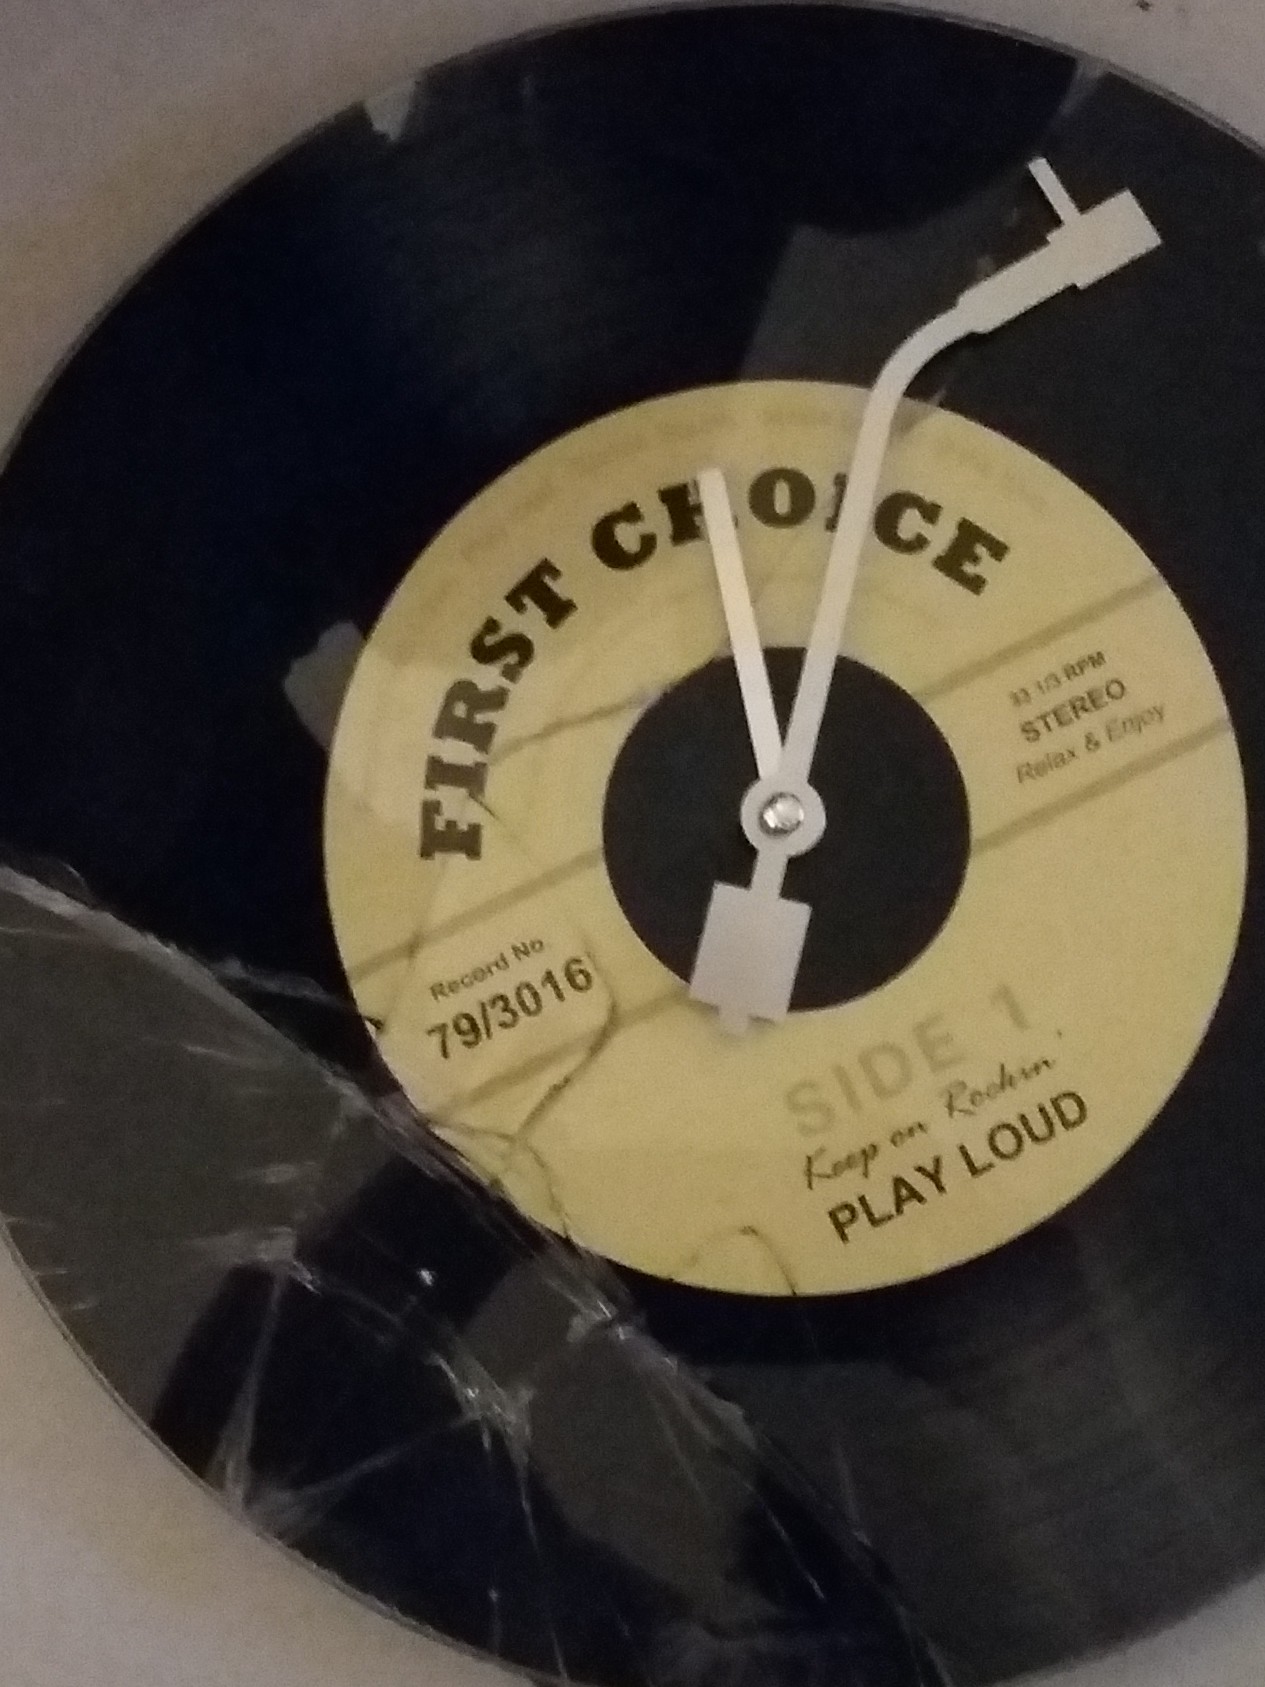 FIRST CHOICE
33 1/3 RPM
STEREO
Relax & Enjoy
Record No.
79/3016
SIDE 1
Keep on Rockin'
PLAY LOUD